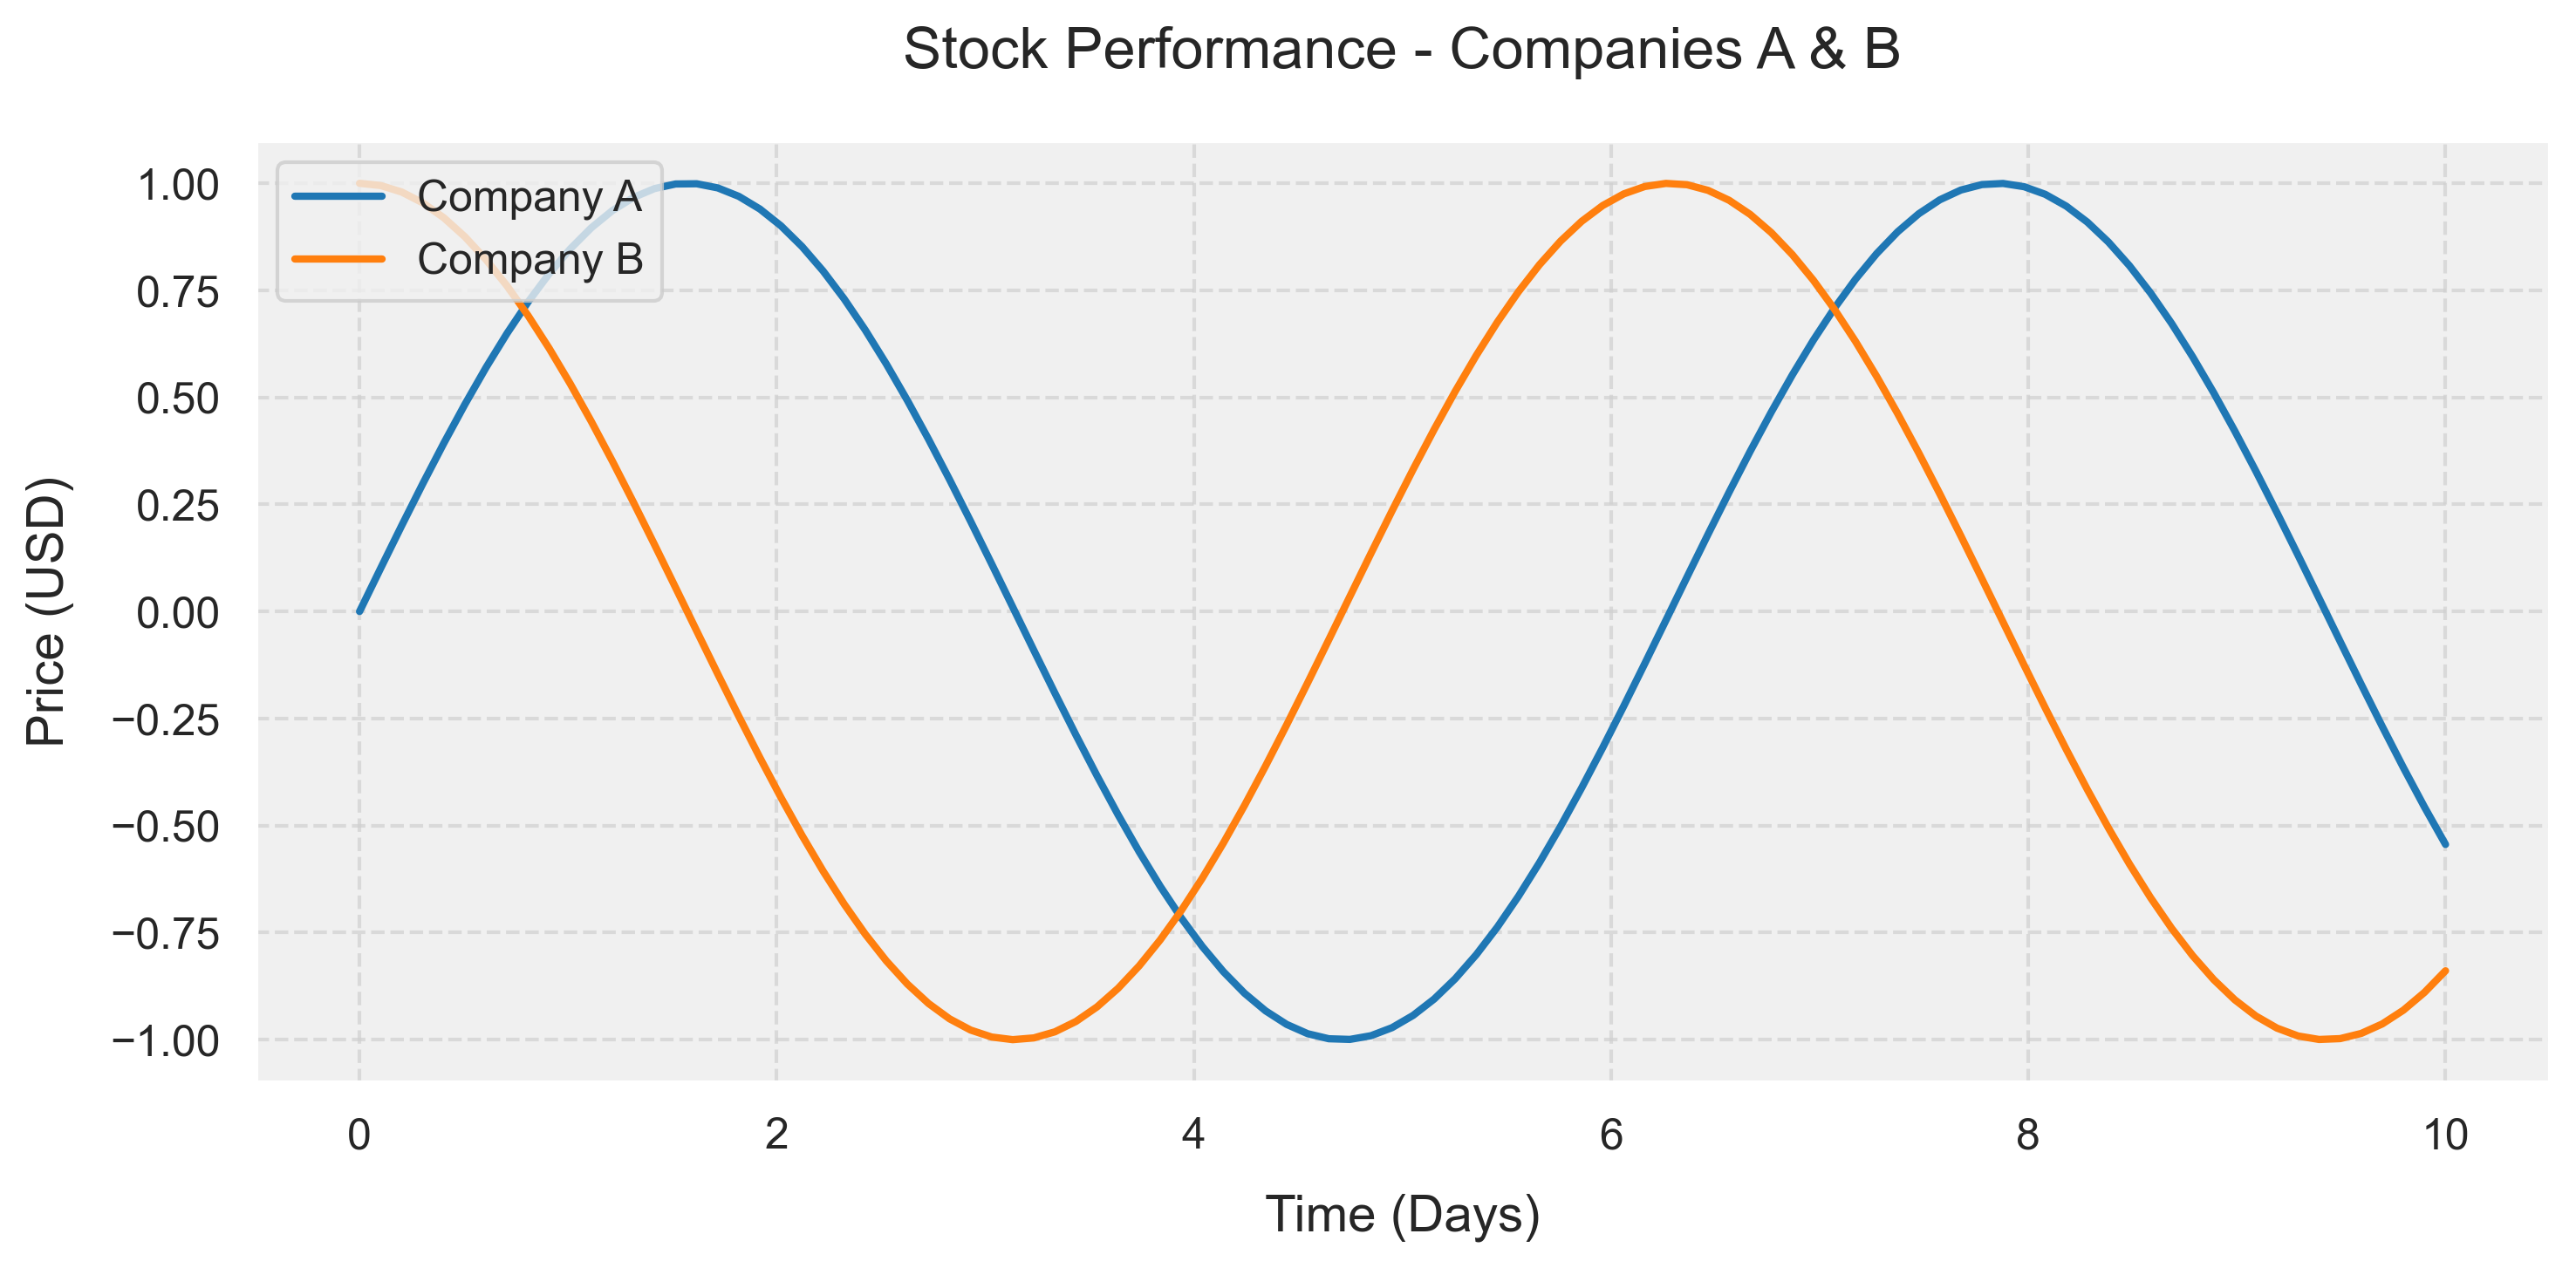 Stock Performance - Companies A & B
Company A
Company B
1.00
0.75
0.50
0.25
0.00
−0.25
−0.50
−0.75
−1.00
Price (USD)
0 2 4 6 8 10
Time (Days)